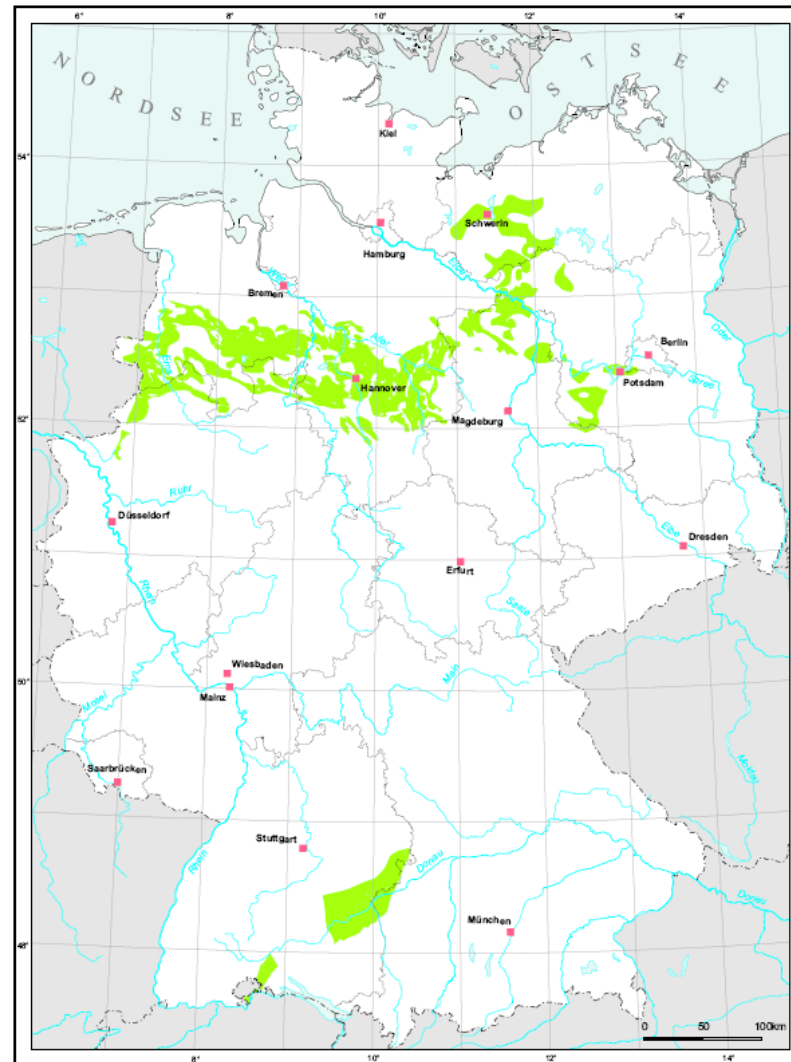 6° 8° 10° 12° 14°
NORDSEE
OSTSEE
Kiel
54°
Schwerin
Hamburg
Elbe
Bremen
Aller
Oder
Berlin
Ems
Hannover
Potsdam
Spree
Magdeburg
52°
Ruhr
Düsseldorf
Elbe
Dresden
Erfurt
Rhein
Saale
Wiesbaden
50°
Mainz
Main
Mosel
Moldau
Saarbrücken
Stuttgart
Rhein
Donau
Donau
München
48°
0 50 100km
8° 10° 12° 14°